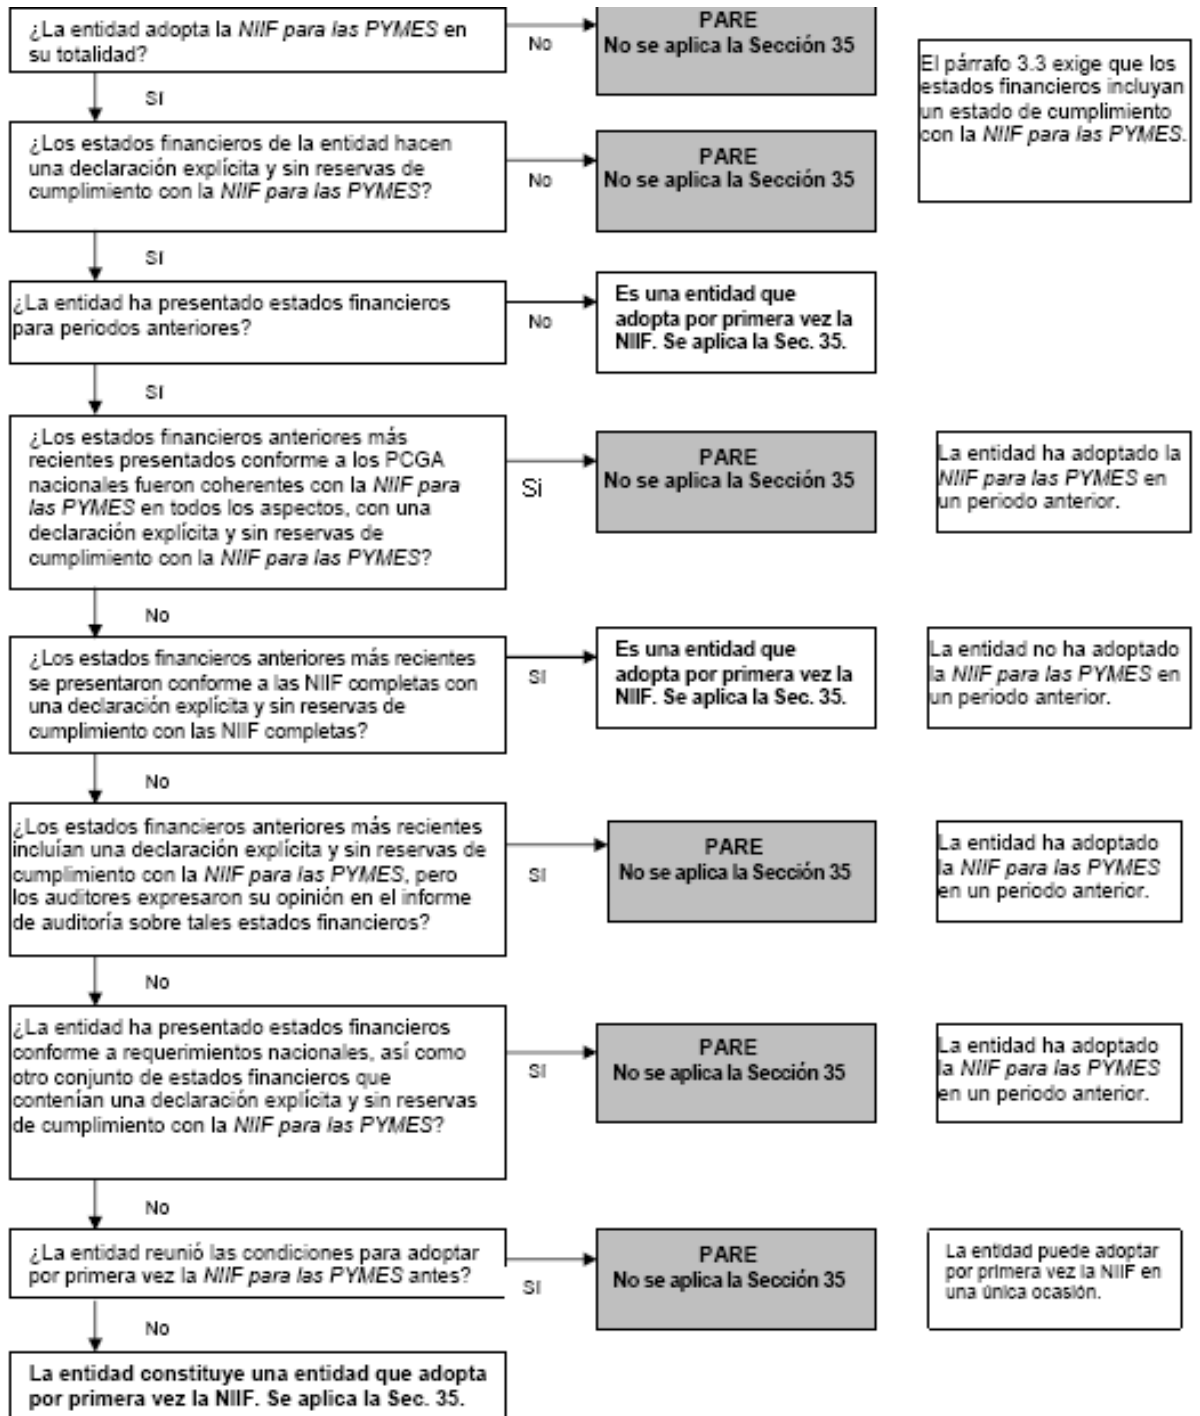 ¿La entidad adopta la NIIF para las PYMES en
su totalidad?
No
PARE
No se aplica la Sección 35
El párrafo 3.3 exige que los
estados financieros incluyan
un estado de cumplimiento
con la NIIF para las PYMES.
Sí
¿Los estados financieros de la entidad hacen
una declaración explícita y sin reservas de
cumplimiento con la NIIF para las PYMES?
No
PARE
No se aplica la Sección 35
Sí
¿La entidad ha presentado estados financieros
para periodos anteriores?
No
Es una entidad que
adopta por primera vez la
NIIF. Se aplica la Sec. 35.
Sí
¿Los estados financieros anteriores más
recientes presentados conforme a los PCGA
nacionales fueron coherentes con la NIIF para
las PYMES en todos los aspectos, con una
declaración explícita y sin reservas de
cumplimiento con la NIIF para las PYMES?
Si
PARE
No se aplica la Sección 35
La entidad ha adoptado la
NIIF para las PYMES en
un periodo anterior.
No
¿Los estados financieros anteriores más recientes
se presentaron conforme a las NIIF completas con
una declaración explícita y sin reservas de
cumplimiento con las NIIF completas?
Sí
Es una entidad que
adopta por primera vez la
NIIF. Se aplica la Sec. 35.
La entidad no ha adoptado
la NIIF para las PYMES en
un periodo anterior.
No
¿Los estados financieros anteriores más recientes
incluían una declaración explícita y sin reservas de
cumplimiento con la NIIF para las PYMES, pero
los auditores expresaron su opinión en el informe
de auditoría sobre tales estados financieros?
Sí
PARE
No se aplica la Sección 35
La entidad ha adoptado
la NIIF para las PYMES
en un periodo anterior.
No
¿La entidad ha presentado estados financieros
conforme a requerimientos nacionales, así como
otro conjunto de estados financieros que
contenían una declaración explícita y sin reservas
de cumplimiento con la NIIF para las PYMES?
Sí
PARE
No se aplica la Sección 35
La entidad ha adoptado
la NIIF para las PYMES
en un periodo anterior.
No
¿La entidad reunió las condiciones para adoptar
por primera vez la NIIF para las PYMES antes?
Sí
PARE
No se aplica la Sección 35
La entidad puede adoptar
por primera vez la NIIF en
una única ocasión.
No
La entidad constituye una entidad que adopta
por primera vez la NIIF. Se aplica la Sec. 35.